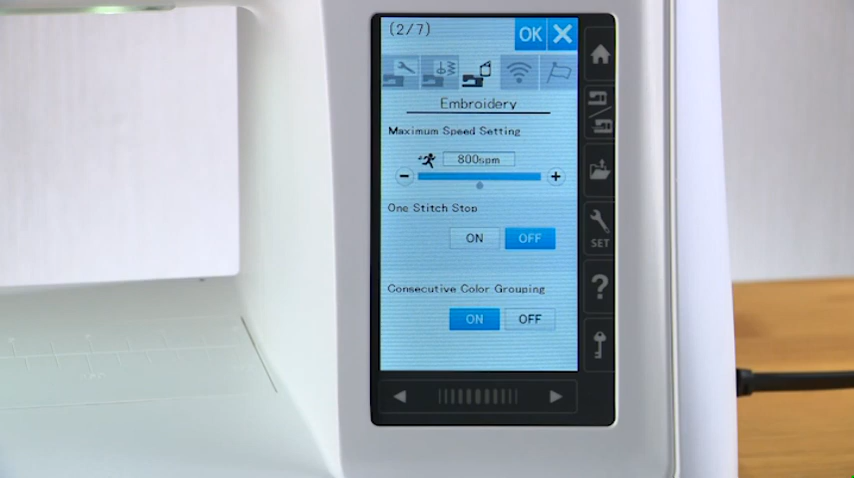 (2/7)
OK
Embroidery
Maximum Speed Setting
800spm
One Stitch Stop
ON OFF
Consecutive Color Grouping
ON OFF
SET
?